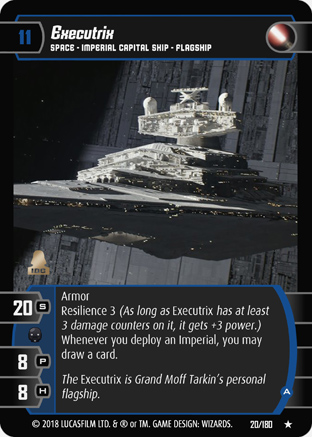 11
Executrix
SPACE - IMPERIAL CAPITAL SHIP - FLAGSHIP
20 S
8 P
8 H
Armor
Resilience 3 (As long as Executrix has at least
3 damage counters on it, it gets +3 power.)
Whenever you deploy an Imperial, you may
draw a card.
The Executrix is Grand Moff Tarkin's personal
flagship.
A
© 2018 LUCASFILM LTD. & ® or TM. GAME DESIGN: WIZARDS.
20/180